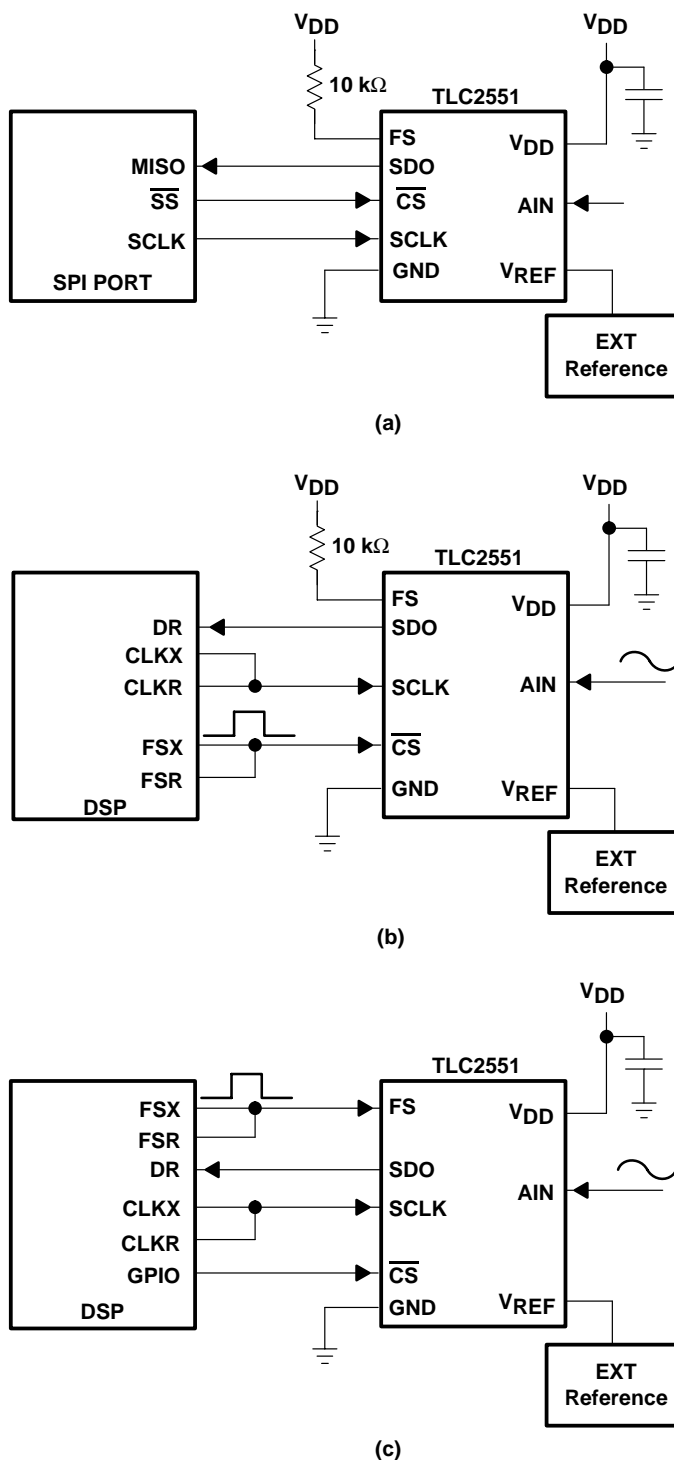 VDD
VDD
10 kΩ
TLC2551
FS
VDD
MISO
SDO
SS
CS
AIN
SCLK
SCLK
SPI PORT
GND
VREF
EXT
Reference
(a)
VDD
VDD
10 kΩ
TLC2551
FS
VDD
DR
SDO
CLKX
CLKR
SCLK
AIN
FSX
CS
FSR
GND
VREF
DSP
EXT
Reference
(b)
VDD
TLC2551
FSX
FS
VDD
FSR
DR
SDO
AIN
CLKX
SCLK
CLKR
GPIO
CS
DSP
GND
VREF
EXT
Reference
(c)